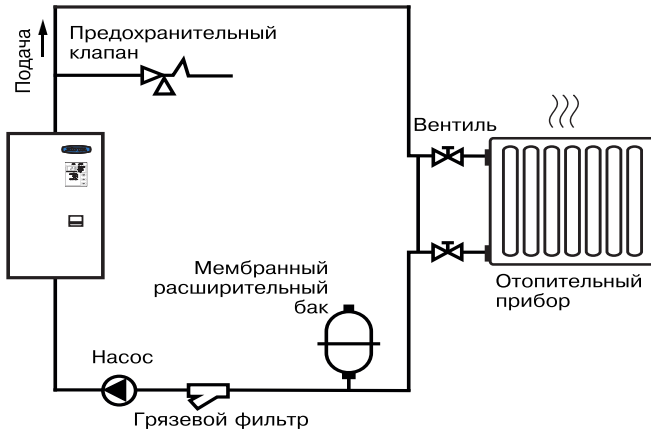 Предохранительный
клапан
Подача
Вентиль
Мембранный
расширительный
бак
Отопительный
прибор
Насос
Грязевой фильтр